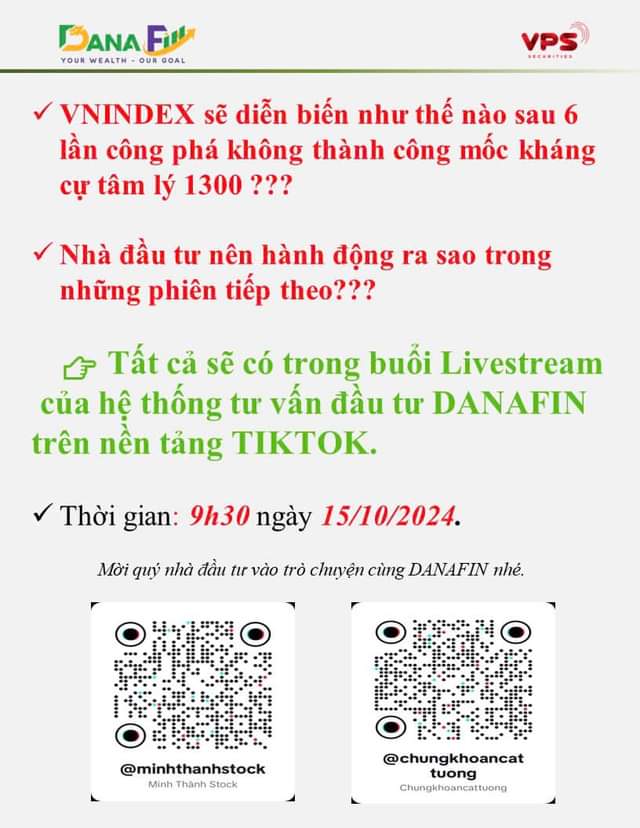 DANA FIN
YOUR WEALTH - OUR GOAL
VPS
SECURITIES
✓ VNINDEX sẽ diễn biến như thế nào sau 6
lần công phá không thành công mốc kháng
cự tâm lý 1300 ???
✓ Nhà đầu tư nên hành động ra sao trong
những phiên tiếp theo???
👉 Tất cả sẽ có trong buổi Livestream
của hệ thống tư vấn đầu tư DANAFIN
trên nền tảng TIKTOK.
✓ Thời gian: 9h30 ngày 15/10/2024.
Mời quý nhà đầu tư vào trò chuyện cùng DANAFIN nhé.
@minhthanhstock
Minh Thành Stock
@chungkhoancat
tuong
Chungkhoancattuong